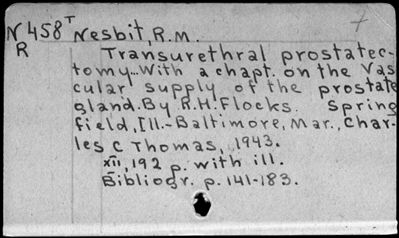 N458ᵀ Nesbit, R.M.
R Transurethral prostatec-
tomy... With a chapt. on the Vas
cular supply of the prostate
gland. By R.H. Flocks. Spring
field, Ill.- Baltimore, Mar., Char-
les C Thomas, 1943.
XII, 192 p. with ill.
Bibliogr. p. 141-183.